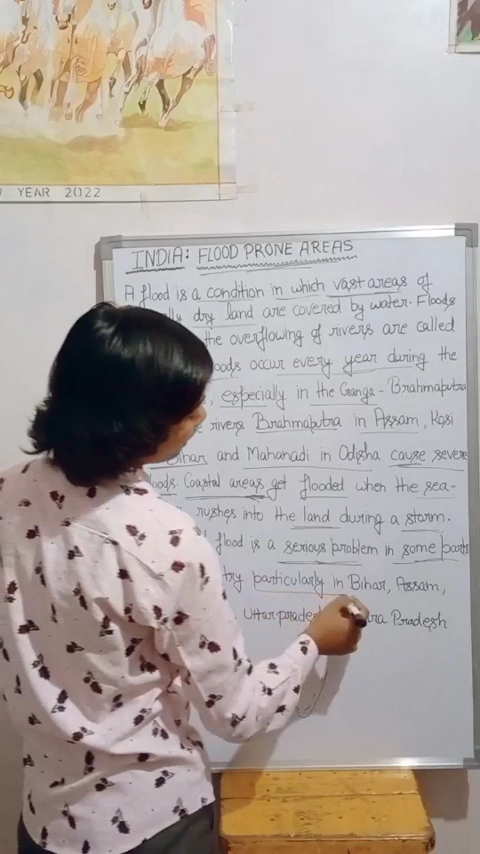 YEAR 2022
INDIA: FLOOD PRONE AREAS
A flood is a condition in which vast areas of
dry land are covered by water. Floods
the overflowing of rivers are called
occur every year during the
, especially in the Ganga - Brahmaputra
rivers Brahmaputra in Assam, Kosi
Bihar and Mahanadi in Odisha cause severe
Coastal areas get flooded when the sea-
rushes into the land during a storm.
flood is a serious problem in some parts
by particularly in Bihar, Assam,
Uttar Pradesh
Pradesh